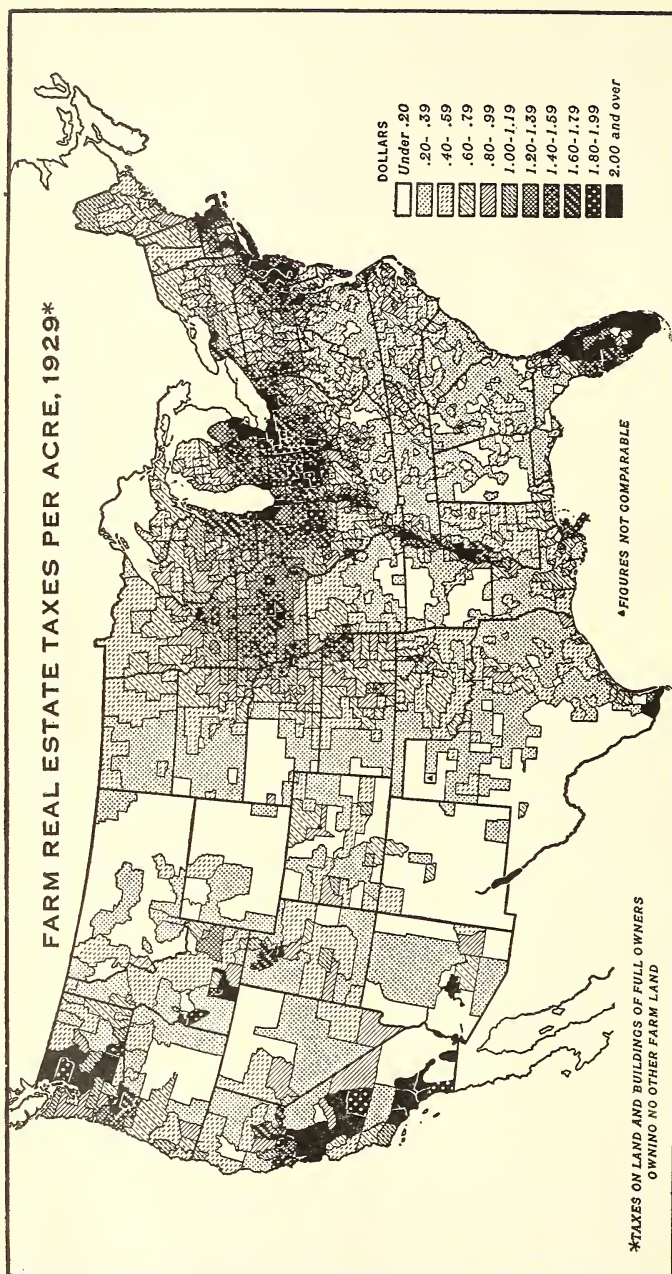 FARM REAL ESTATE TAXES PER ACRE, 1929*
DOLLARS
Under .20
.20- .39
.40- .59
.60- .79
.80- .99
1.00-1.19
1.20-1.39
1.40-1.59
1.60-1.79
1.80-1.99
2.00 and over
▲FIGURES NOT COMPARABLE
*TAXES ON LAND AND BUILDINGS OF FULL OWNERS
OWNINO NO OTHER FARM LAND